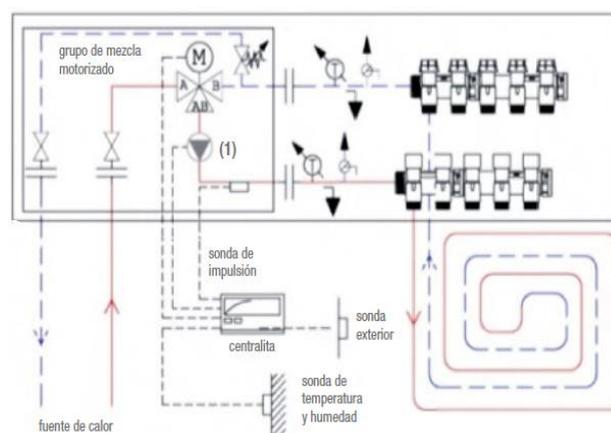 grupo de mezcla
motorizado
M
A
B
AB
(1)
T
T
sonda de
impulsión
centralita
sonda
exterior
sonda de
temperatura
y humedad
fuente de calor